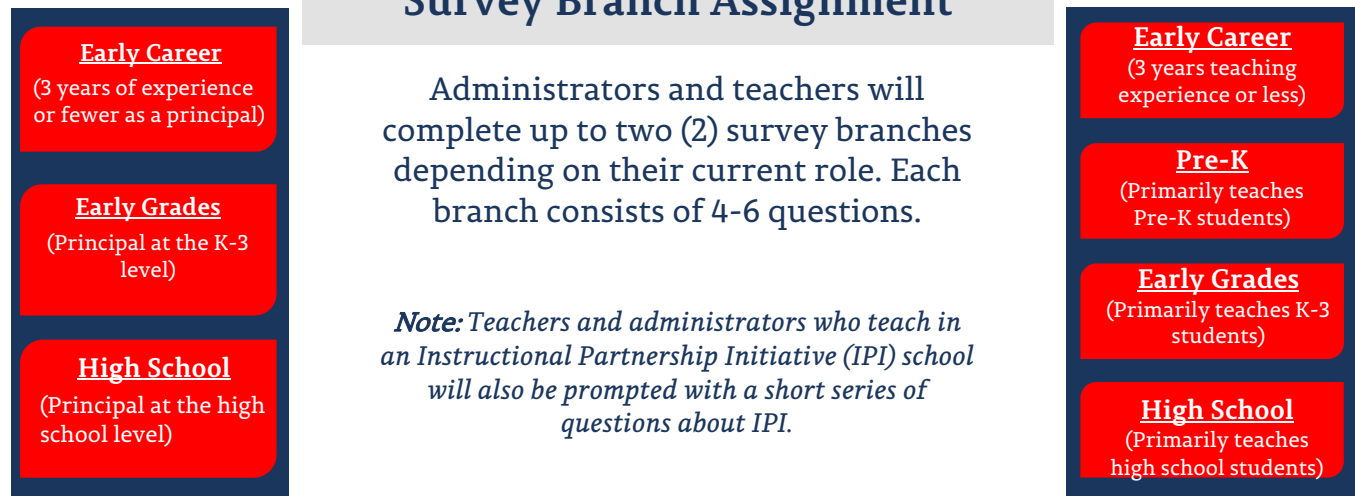 Survey Branch Assignment
Early Career
(3 years of experience
or fewer as a principal)
Early Grades
(Principal at the K-3
level)
High School
(Principal at the high
school level)
Administrators and teachers will
complete up to two (2) survey branches
depending on their current role. Each
branch consists of 4-6 questions.
Note: Teachers and administrators who teach in
an Instructional Partnership Initiative (IPI) school
will also be prompted with a short series of
questions about IPI.
Early Career
(3 years teaching
experience or less)
Pre-K
(Primarily teaches
Pre-K students)
Early Grades
(Primarily teaches K-3
students)
High School
(Primarily teaches
high school students)